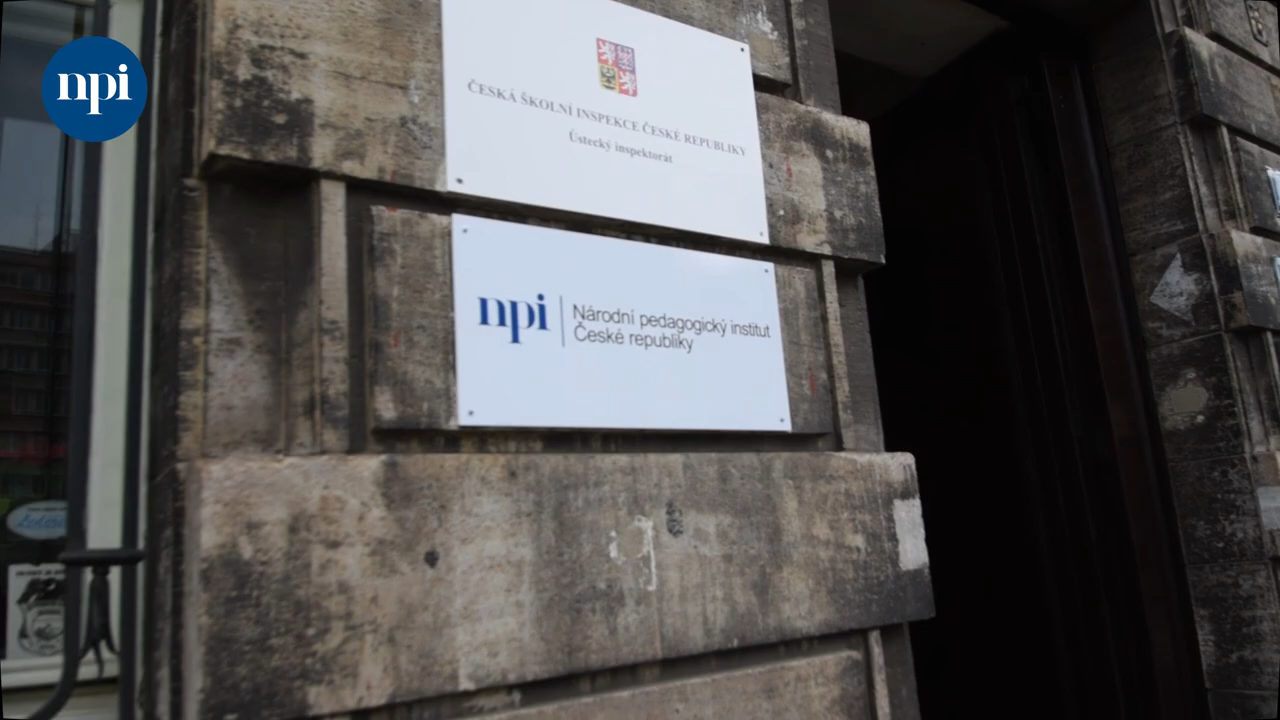 npi
ČESKÁ ŠKOLNÍ INSPEKCE ČESKÉ REPUBLIKY
Ústecký inspektorát
npi
Národní pedagogický institut
České republiky